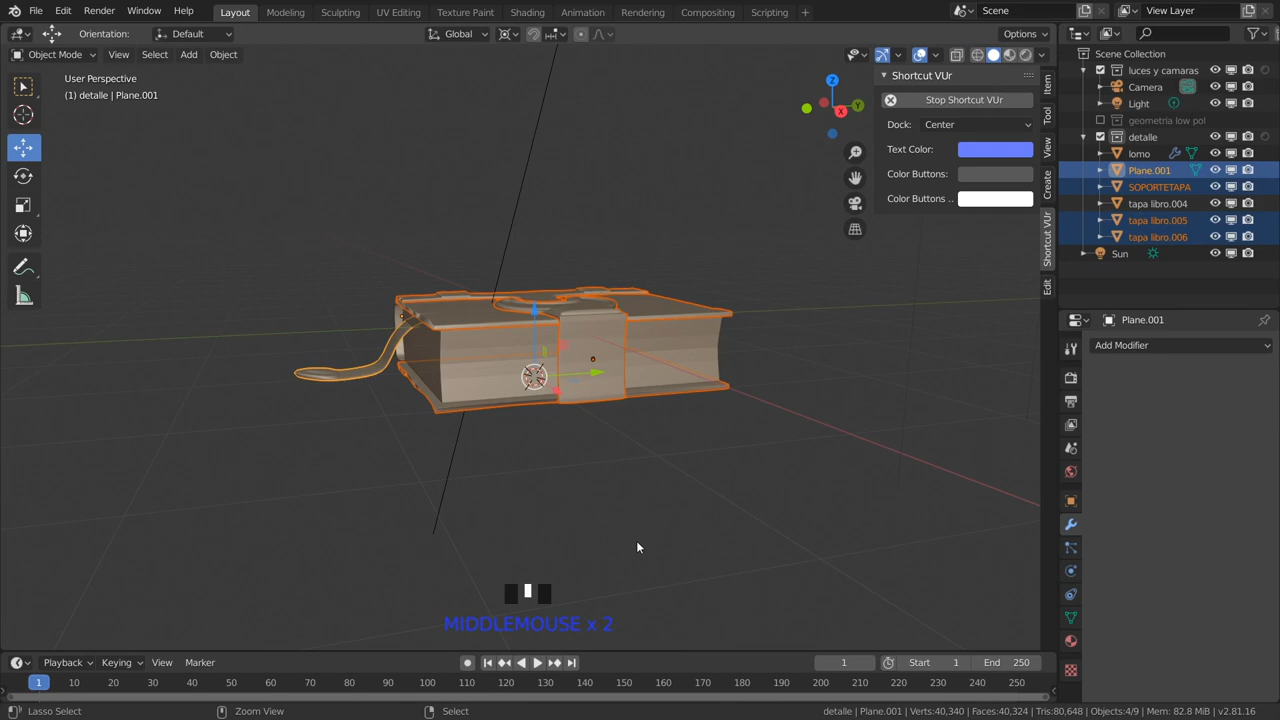 File Edit Render Window Help Layout Modeling Sculpting UV Editing Texture Paint Shading Animation Rendering Compositing Scripting + Scene View Layer
Orientation: Default Global Options
Object Mode View Select Add Object
User Perspective
(1) detalle | Plane.001
Z
Y
X
Shortcut VUr
Stop Shortcut VUr
Dock: Center
Text Color:
Color Buttons:
Color Buttons ..
Item
Tool
View
Create
Shortcut VUr
Edit
Scene Collection
luces y camaras
Camera
Light
geometria low pol
detalle
lomo
Plane.001
SOPORTETAPA
tapa libro.004
tapa libro.005
tapa libro.006
Sun
Plane.001
Add Modifier
MIDDLEMOUSE x 2
Playback Keying View Marker 1 Start 1 End 250
1 10 20 30 40 50 60 70 80 90 100 110 120 130 140 150 160 170 180 190 200 210 220 230 240 250
Lasso Select Zoom View Select detalle | Plane.001 | Verts:40,340 | Faces:40,324 | Tris:80,648 | Objects:4/9 | Mem: 82.8 MiB | v2.81.16